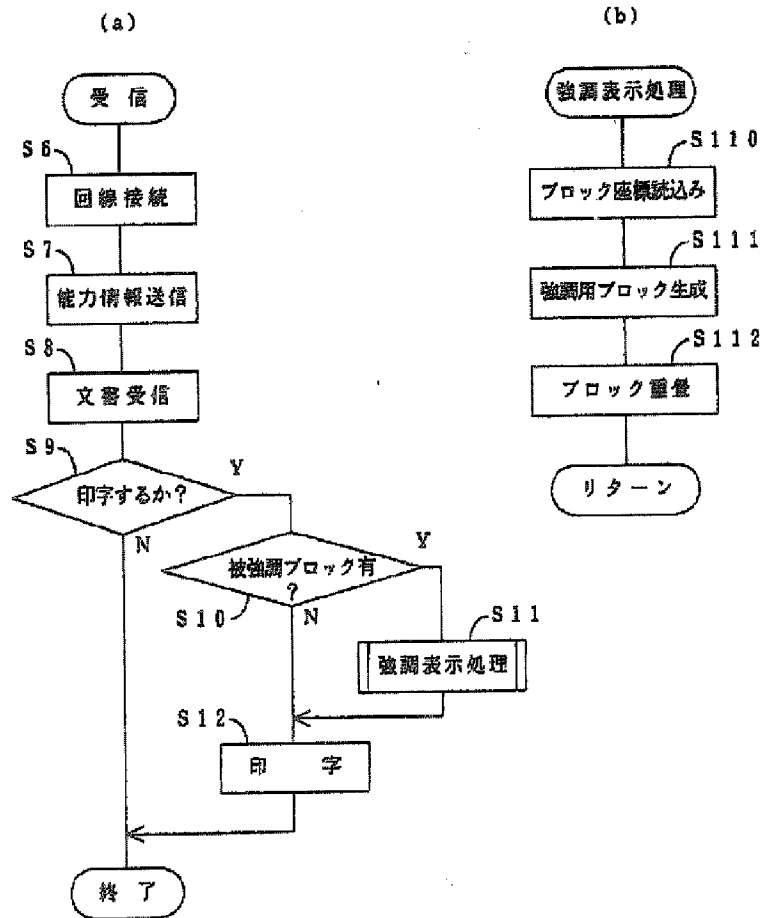 (a)
受 信
S6
回線接続
S7
能力情報送信
S8
文書受信
S9
印字するか?
Y
N
被強調ブロック有
?
Y
S10
N
S11
強調表示処理
S12
印 字
終 了
(b)
強調表示処理
S110
ブロック座標読込み
S111
強調用ブロック生成
S112
ブロック重畳
リターン